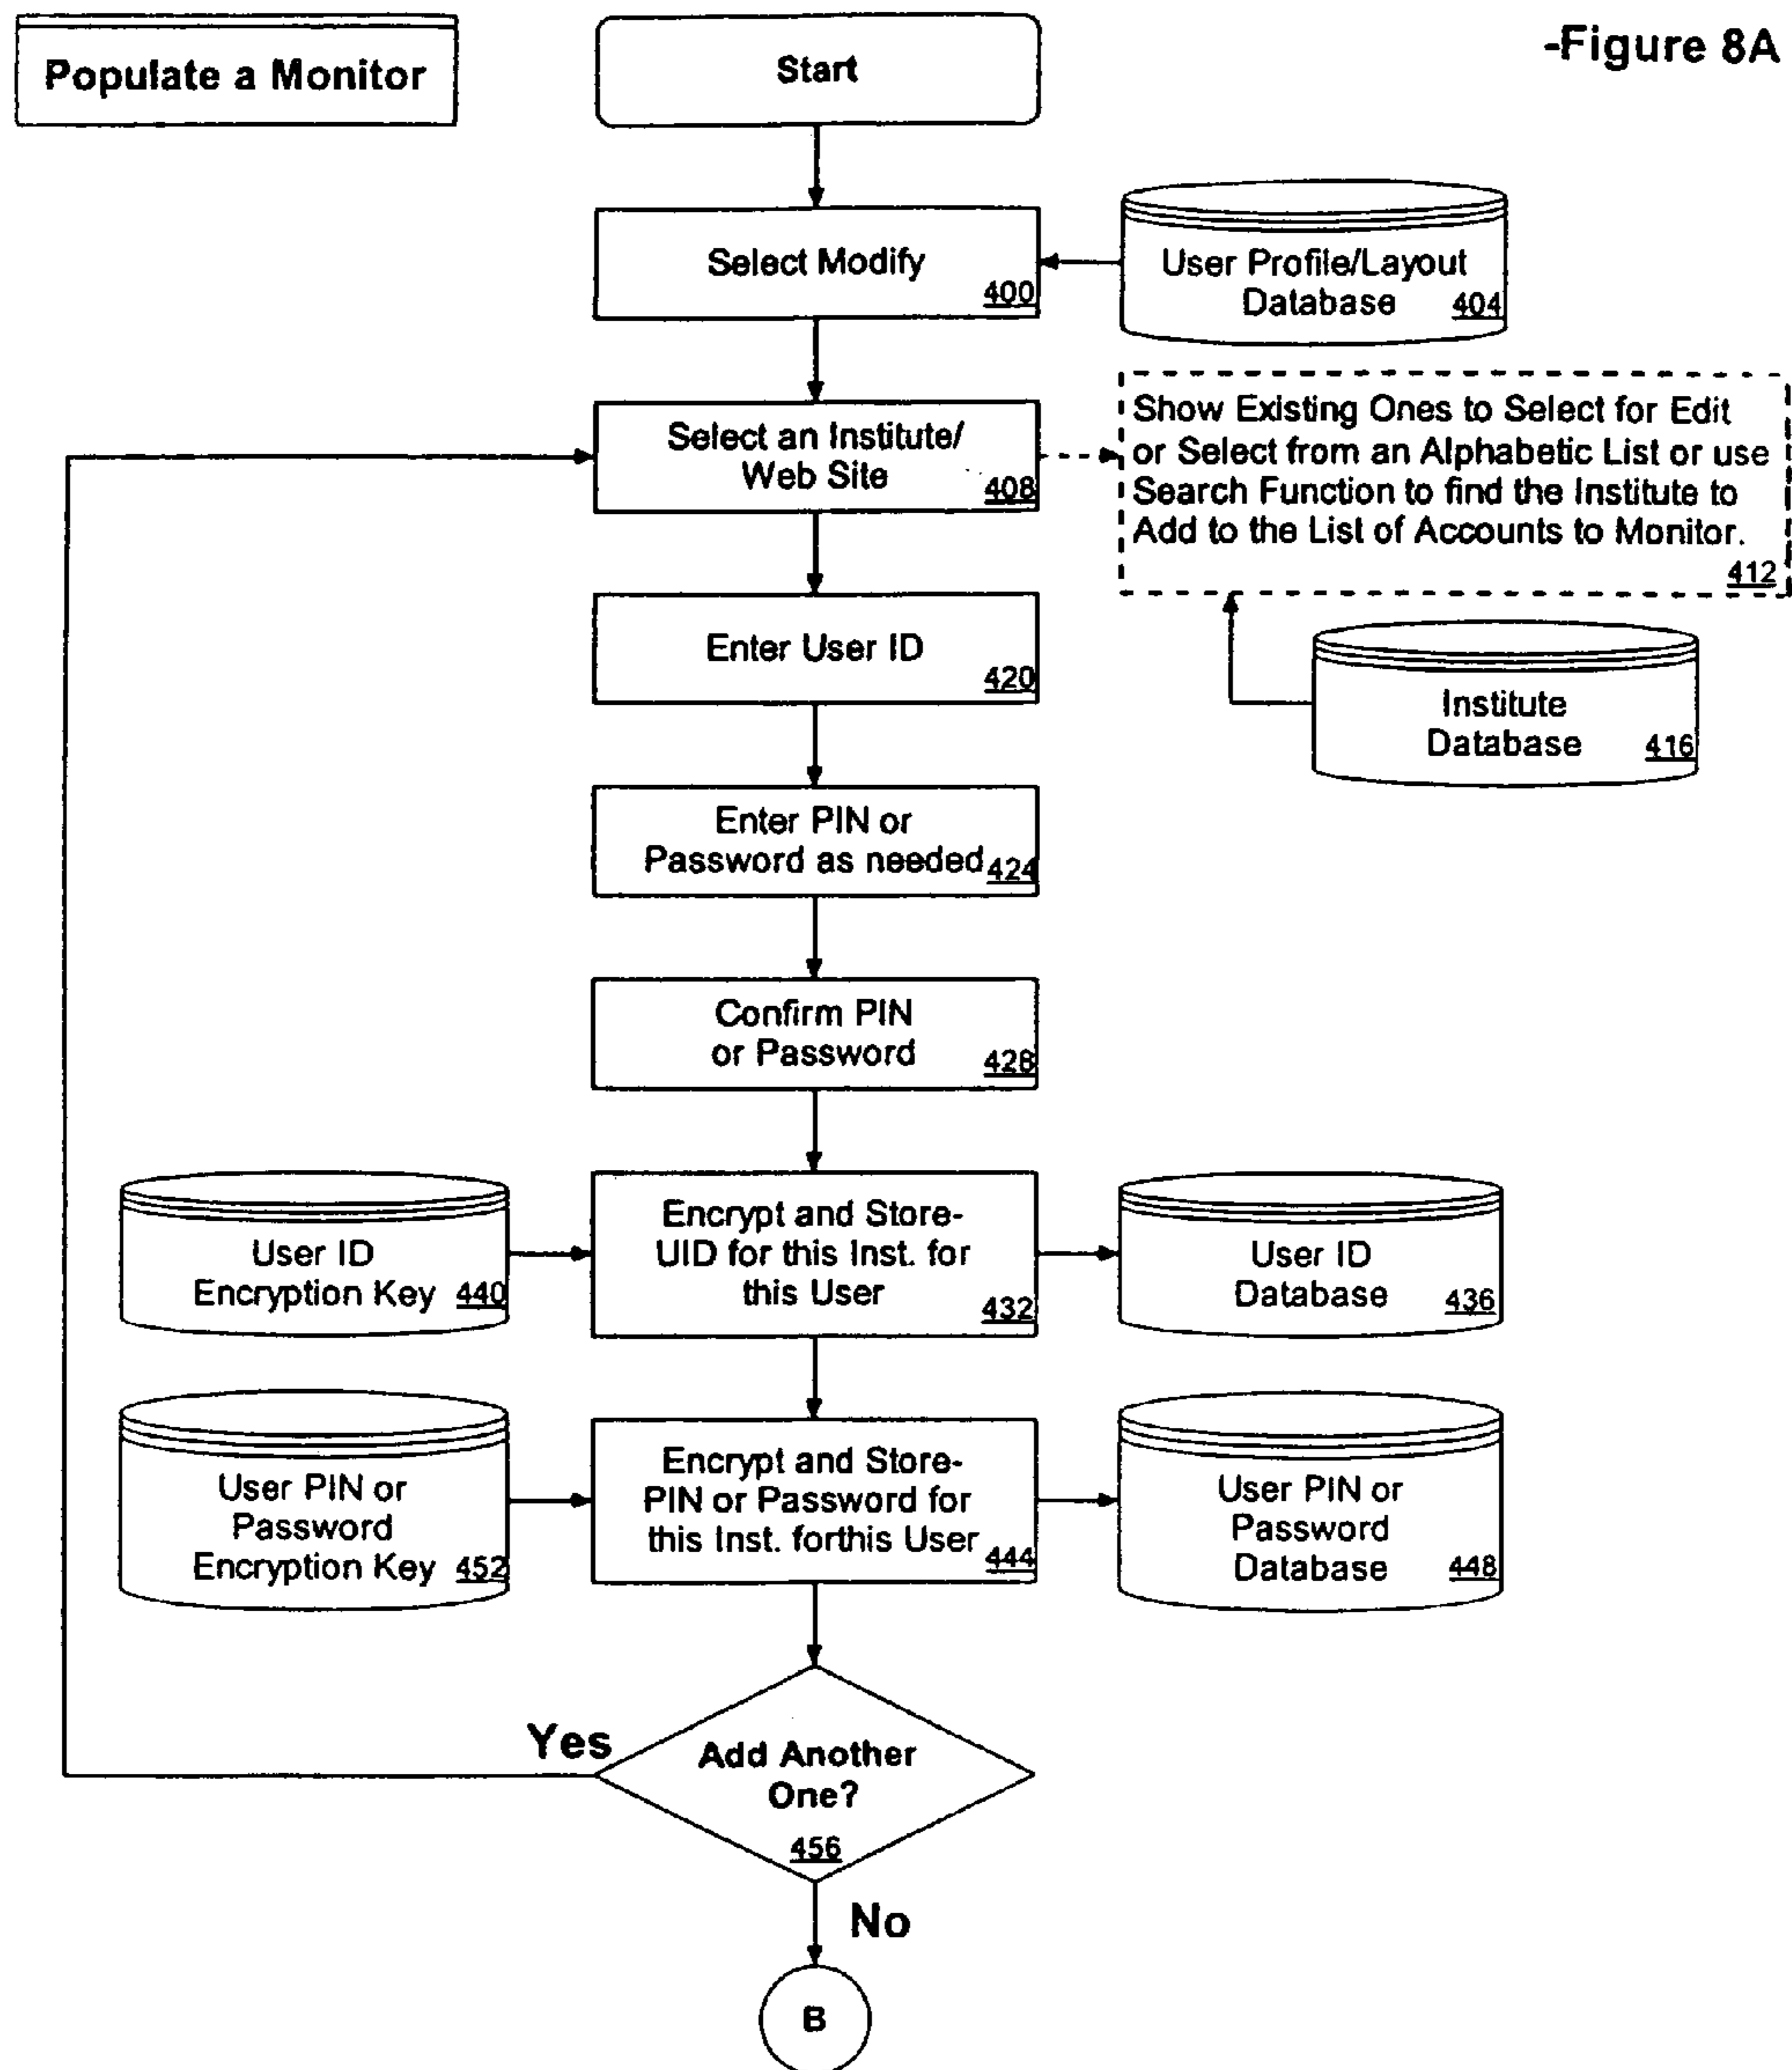 Populate a Monitor
Start
-Figure 8A
Select Modify
400
User Profile/Layout
Database
404
Select an Institute/
Web Site
408
Show Existing Ones to Select for Edit
or Select from an Alphabetic List or use
Search Function to find the Institute to
Add to the List of Accounts to Monitor.
412
Enter User ID
420
Institute
Database
416
Enter PIN or
Password as needed
424
Confirm PIN
or Password
428
User ID
Encryption Key
440
Encrypt and Store-
UID for this Inst. for
this User
432
User ID
Database
436
User PIN or
Password
Encryption Key
452
Encrypt and Store-
PIN or Password for
this Inst. forthis User
444
User PIN or
Password
Database
448
Yes
Add Another
One?
456
No
B